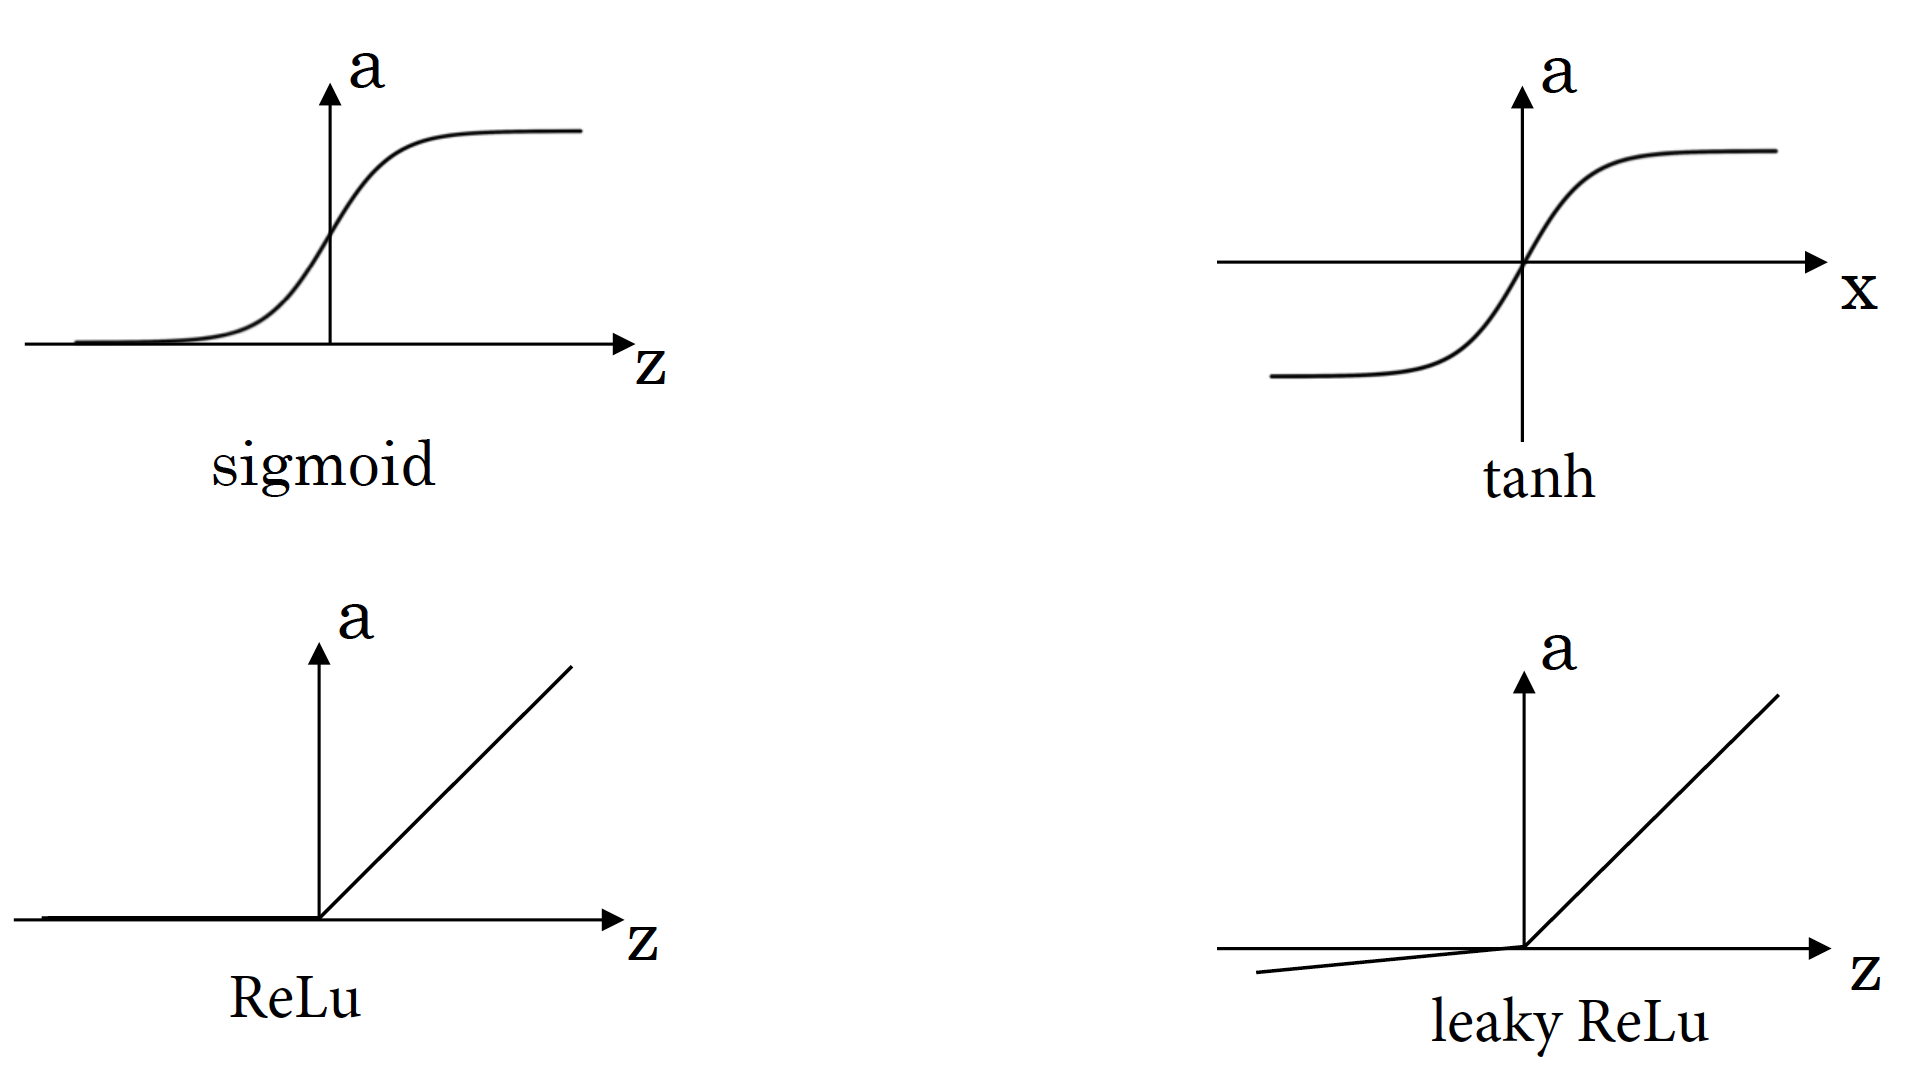 a
z
sigmoid
a
x
tanh
a
z
ReLu
a
z
leaky ReLu